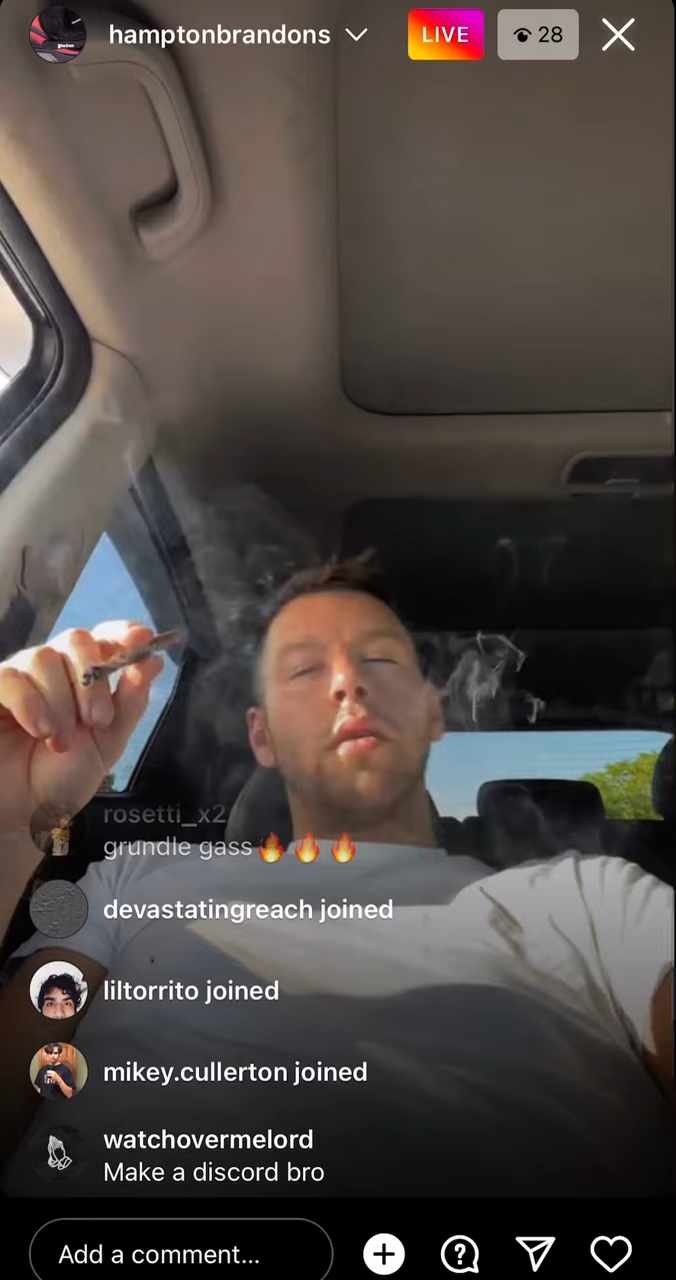 hamptonbrandons
LIVE
28
rosetti_x2
grundle gass🔥🔥🔥
devastatingreach joined
liltorrito joined
mikey.cullerton joined
watchovermelord
Make a discord bro
Add a comment...